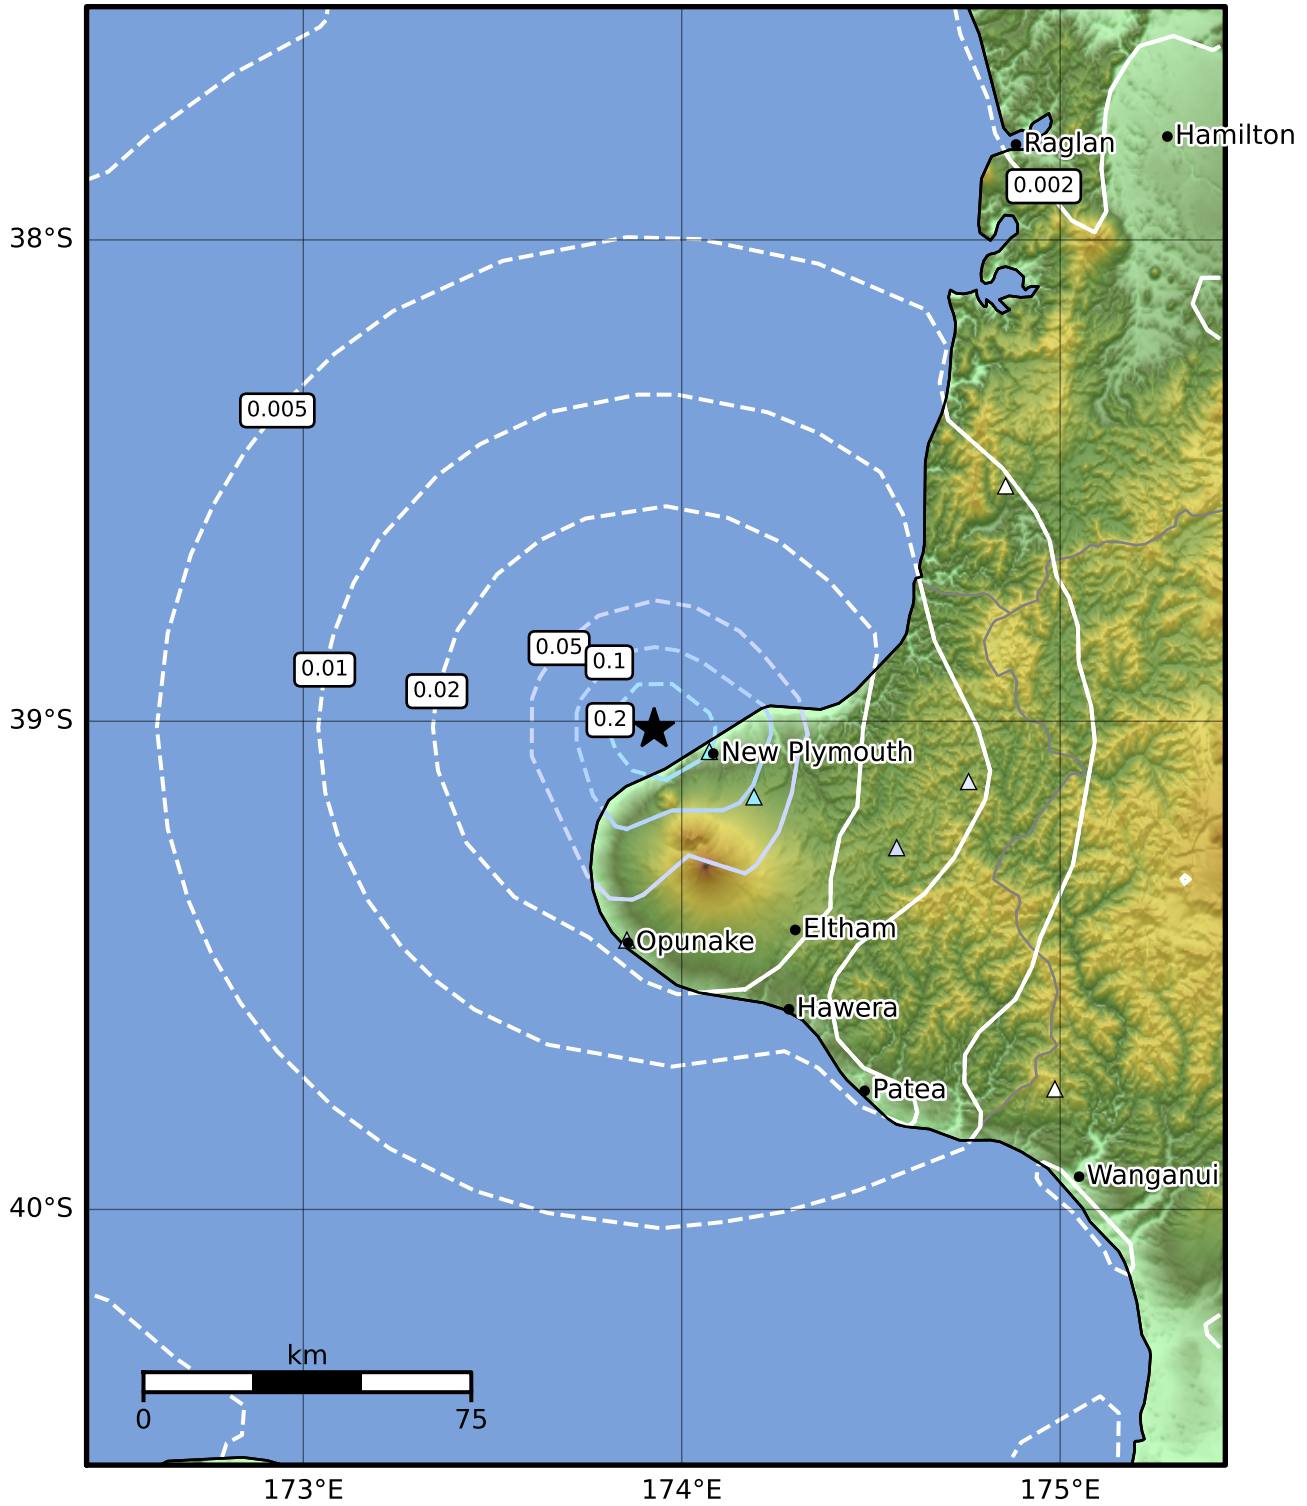 Hamilton
Raglan
0.002
38°S
0.005
0.05
0.1
0.01
0.02
39°S
0.2
New Plymouth
Eltham
Opunake
Hawera
Patea
Wanganui
40°S
km
0
75
173°E
174°E
175°E